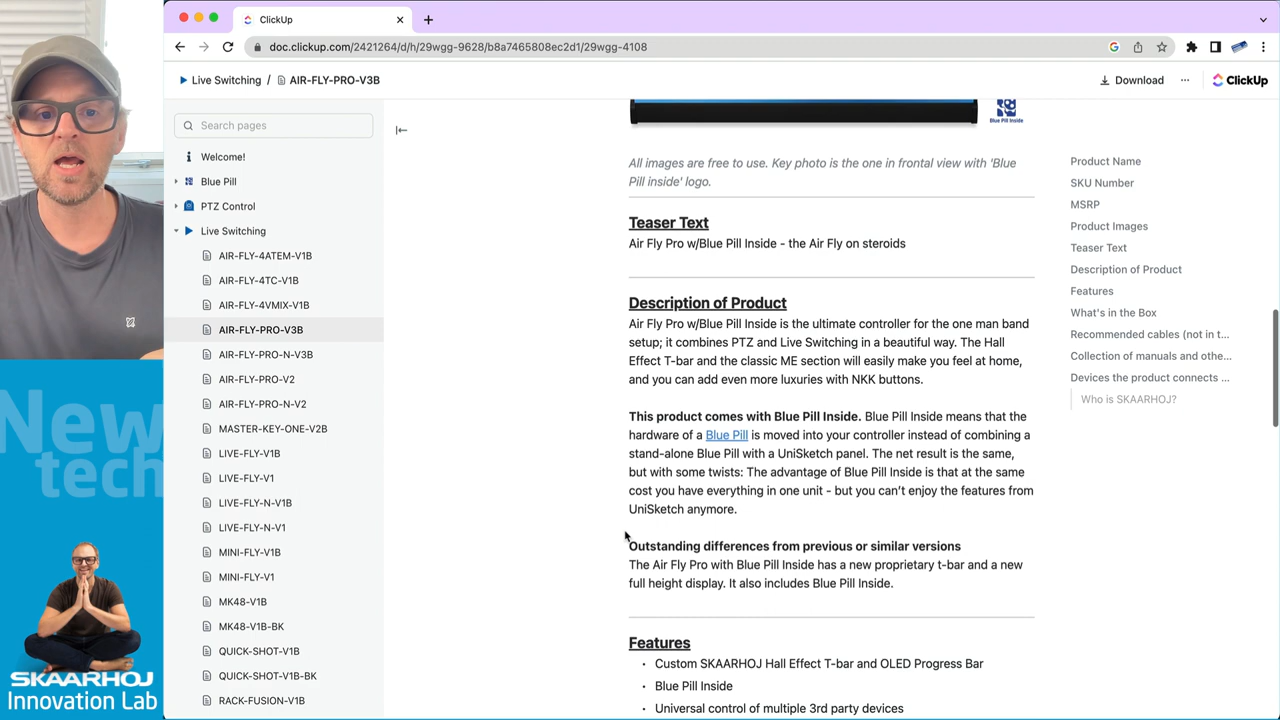 ClickUp
doc.clickup.com/2421264/d/h/29wgg-9628/b8a7465808ec2d1/29wgg-4108
Live Switching / AIR-FLY-PRO-V3B
Download
ClickUp
Search pages
Welcome!
Blue Pill
PTZ Control
Live Switching
AIR-FLY-4ATEM-V1B
AIR-FLY-4TC-V1B
AIR-FLY-4VMIX-V1B
AIR-FLY-PRO-V3B
AIR-FLY-PRO-N-V3B
AIR-FLY-PRO-V2
AIR-FLY-PRO-N-V2
MASTER-KEY-ONE-V2B
LIVE-FLY-V1B
LIVE-FLY-V1
LIVE-FLY-N-V1B
LIVE-FLY-N-V1
MINI-FLY-V1B
MINI-FLY-V1
MK48-V1B
MK48-V1B-BK
QUICK-SHOT-V1B
QUICK-SHOT-V1B-BK
RACK-FUSION-V1B
Blue Pill Inside
All images are free to use. Key photo is the one in frontal view with 'Blue
Pill inside' logo.
Teaser Text
Air Fly Pro w/Blue Pill Inside - the Air Fly on steroids
Description of Product
Air Fly Pro w/Blue Pill Inside is the ultimate controller for the one man band
setup; it combines PTZ and Live Switching in a beautiful way. The Hall
Effect T-bar and the classic ME section will easily make you feel at home,
and you can add even more luxuries with NKK buttons.
This product comes with Blue Pill Inside. Blue Pill Inside means that the
hardware of a Blue Pill is moved into your controller instead of combining a
stand-alone Blue Pill with a UniSketch panel. The net result is the same,
but with some twists: The advantage of Blue Pill Inside is that at the same
cost you have everything in one unit - but you can’t enjoy the features from
UniSketch anymore.
Outstanding differences from previous or similar versions
The Air Fly Pro with Blue Pill Inside has a new proprietary t-bar and a new
full height display. It also includes Blue Pill Inside.
Features
• Custom SKAARHOJ Hall Effect T-bar and OLED Progress Bar
• Blue Pill Inside
• Universal control of multiple 3rd party devices
Product Name
SKU Number
MSRP
Product Images
Teaser Text
Description of Product
Features
What's in the Box
Recommended cables (not in t...
Collection of manuals and othe...
Devices the product connects ...
Who is SKAARHOJ?
New
tech
SKAARHOJ
Innovation Lab